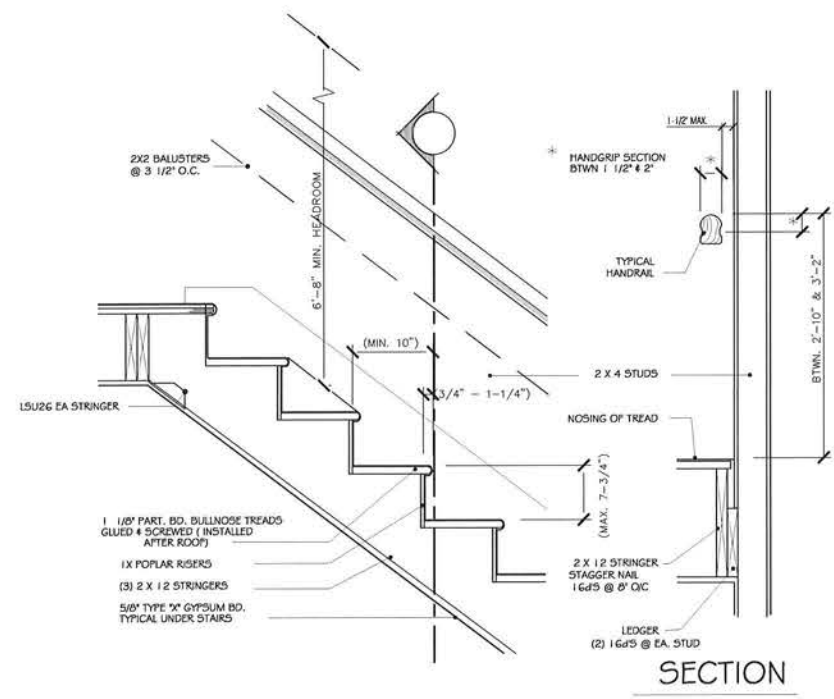 2X2 BALUSTERS
@ 3 1/2" O.C.
6'-8" MIN. HEADROOM
(MIN. 10")
(3/4" - 1-1/4")
(MAX. 7-3/4")
LSU26 EA STRINGER
1 1/8" PART. BD. BULLNOSE TREADS
GLUED & SCREWED ( INSTALLED
AFTER ROOF)
1X POPLAR RISERS
(3) 2 X 12 STRINGERS
5/8" TYPE "X" GYPSUM BD.
TYPICAL UNDER STAIRS
1-1/2" MAX.
* HANDGRIP SECTION
BTWN 1 1/2" & 2"
*
*
TYPICAL
HANDRAIL
BTWN. 2'-10" & 3'-2"
2 X 4 STUDS
NOSING OF TREAD
2 X 12 STRINGER
STAGGER NAIL
16d'S @ 8" O/C
LEDGER
(2) 16d'S @ EA. STUD
SECTION